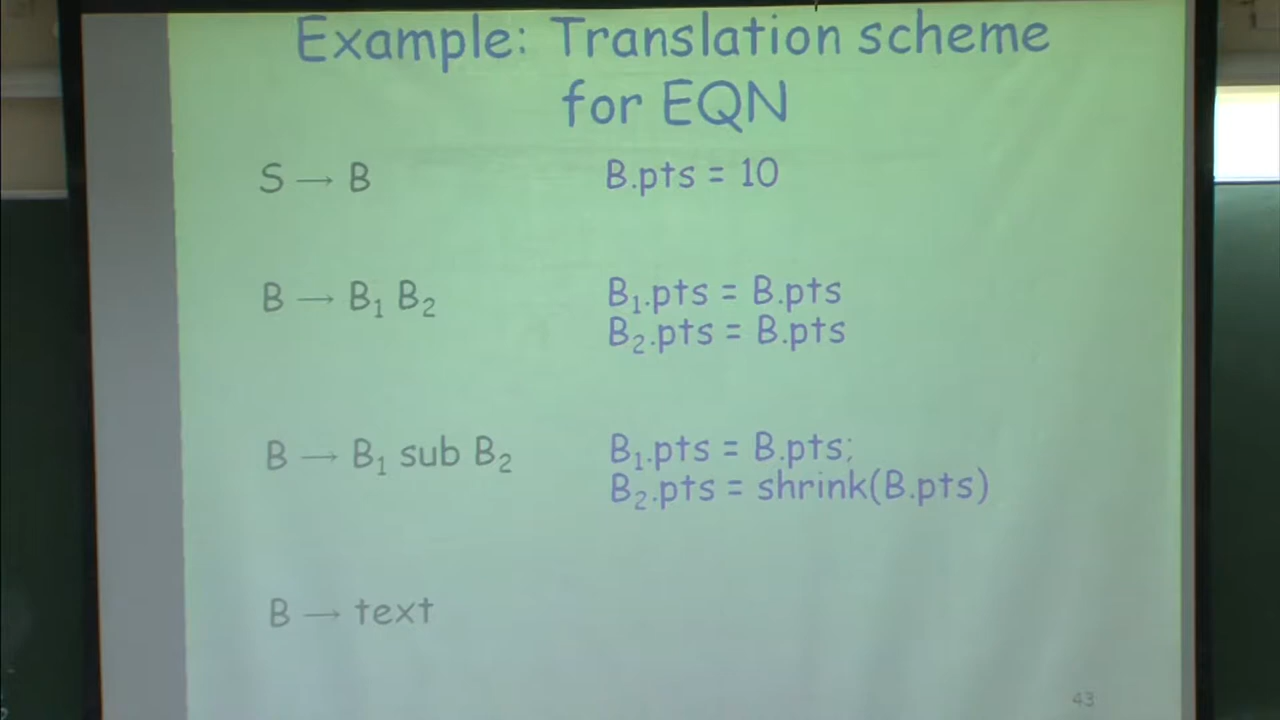 Example: Translation scheme
for EQN
S → B B.pts = 10
B → B₁ B₂ B₁.pts = B.pts
B₂.pts = B.pts
B → B₁ sub B₂ B₁.pts = B.pts;
B₂.pts = shrink(B.pts)
B → text
43